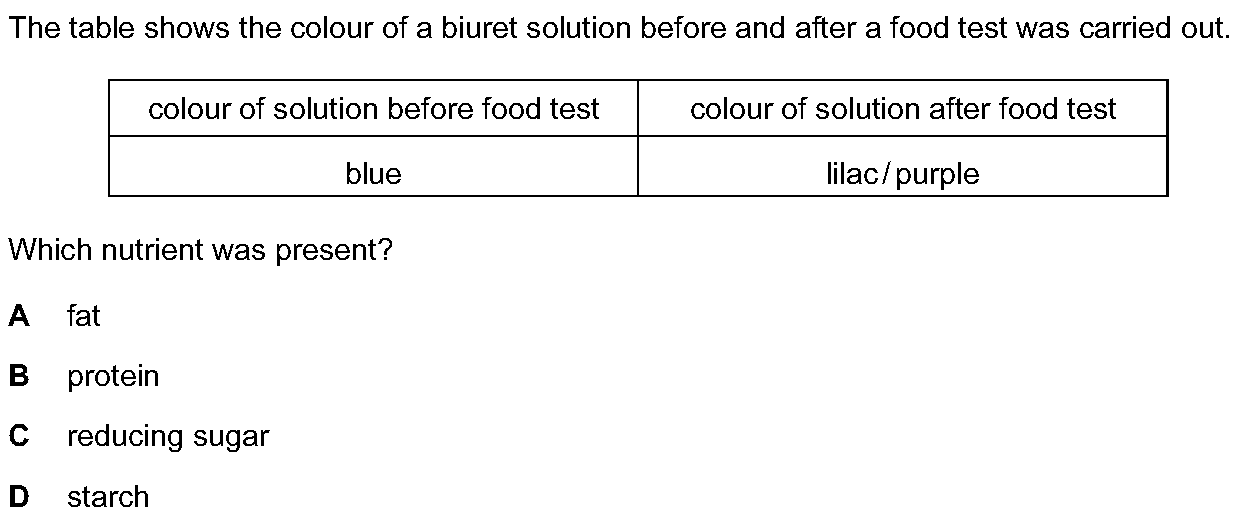 The table shows the colour of a biuret solution before and after a food test was carried out.
colour of solution before food test colour of solution after food test
blue lilac/purple
Which nutrient was present?
A fat
B protein
C reducing sugar
D starch